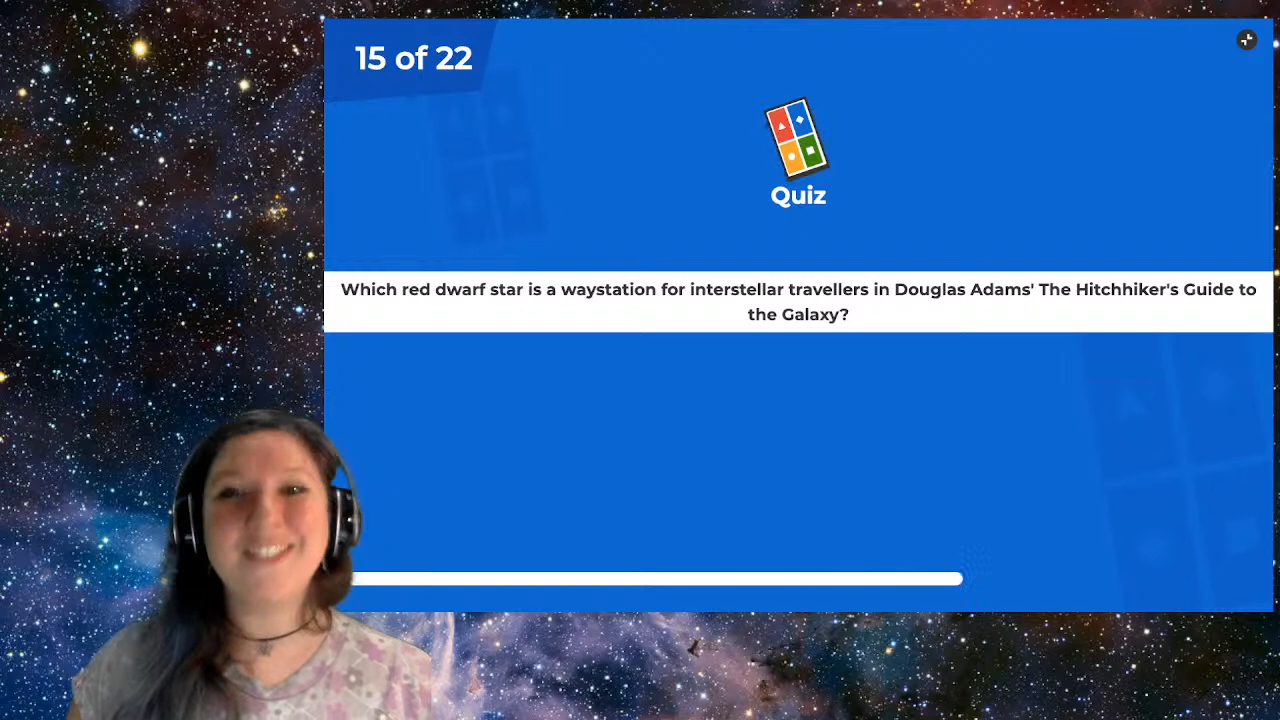 15 of 22
Quiz
Which red dwarf star is a waystation for interstellar travellers in Douglas Adams' The Hitchhiker's Guide to
the Galaxy?